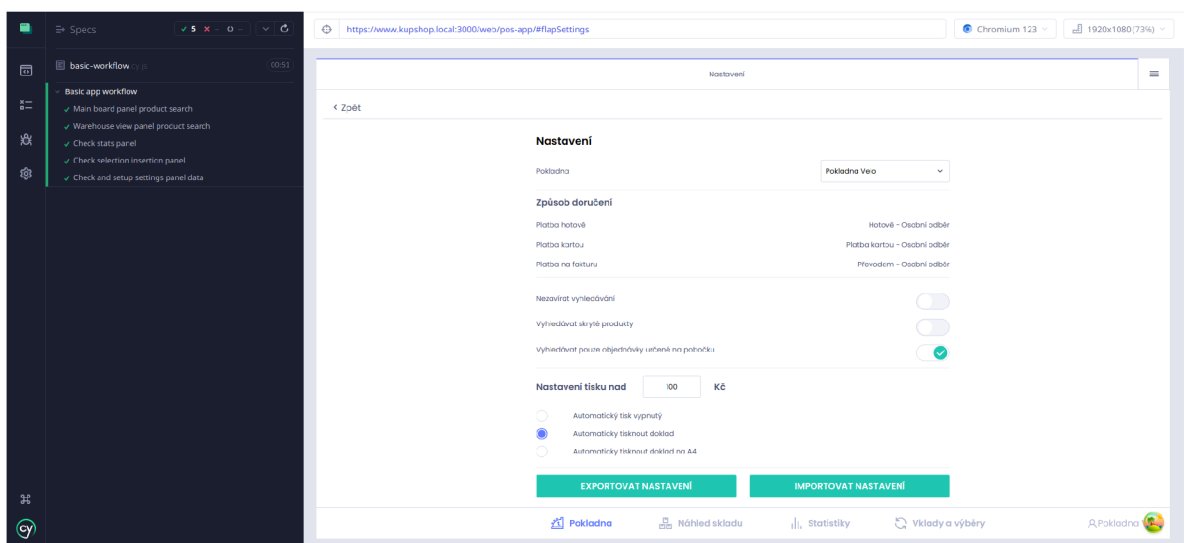 Specs
5 -- --
basic-workflow cy.js 00:51
Basic app workflow
Main board panel product search
Warehouse view panel product search
Check stats panel
Check selection insertion panel
Check and setup settings panel data
https://www.kupshop.local:3000/web/pos-app/#flapSettings
Chromium 123
1920x1080 (73%)
Nastavení
Zpět
Nastavení
Pokladna
Pokladna Velo
Způsob doručení
Platba hotově
Hotově - Osobní odběr
Platba kartou
Platba kartou - Osobní odběr
Platba na fakturu
Převodem - Osobní odběr
Nezavírat vyhledávání
Vyhledávat skryté produkty
Vyhledávat pouze objednávky určené na pobočku
Nastavení tisku nad 100 Kč
Automatický tisk vypnutý
Automaticky tisknout doklad
Automaticky tisknout doklad na A4
EXPORTOVAT NASTAVENÍ
IMPORTOVAT NASTAVENÍ
Pokladna
Náhled skladu
Statistiky
Vklady a výběry
Pokladna
cy